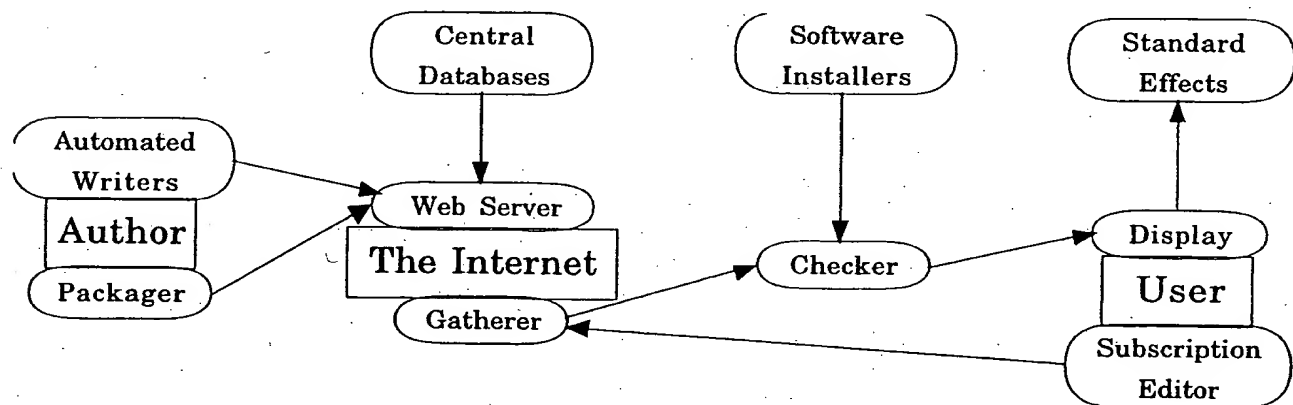 Central
Databases
Software
Installers
Standard
Effects
Automated
Writers
Author
Packager
Web Server
The Internet
Gatherer
Checker
Display
User
Subscription
Editor